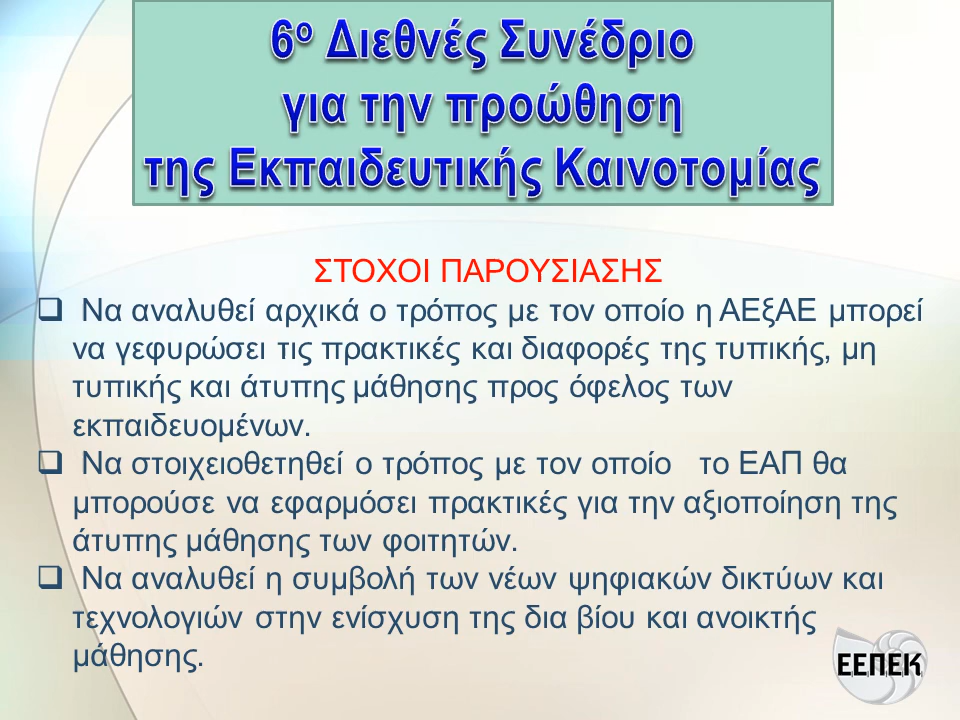 6ο Διεθνές Συνέδριο
για την προώθηση
της Εκπαιδευτικής Καινοτομίας
ΣΤΟΧΟΙ ΠΑΡΟΥΣΙΑΣΗΣ
❑ Να αναλυθεί αρχικά ο τρόπος με τον οποίο η ΑΕξΑΕ μπορεί
να γεφυρώσει τις πρακτικές και διαφορές της τυπικής, μη
τυπικής και άτυπης μάθησης προς όφελος των
εκπαιδευομένων.
❑ Να στοιχειοθετηθεί ο τρόπος με τον οποίο το ΕΑΠ θα
μπορούσε να εφαρμόσει πρακτικές για την αξιοποίηση της
άτυπης μάθησης των φοιτητών.
❑ Να αναλυθεί η συμβολή των νέων ψηφιακών δικτύων και
τεχνολογιών στην ενίσχυση της δια βίου και ανοικτής
μάθησης.
ΕΕΠΕΚ